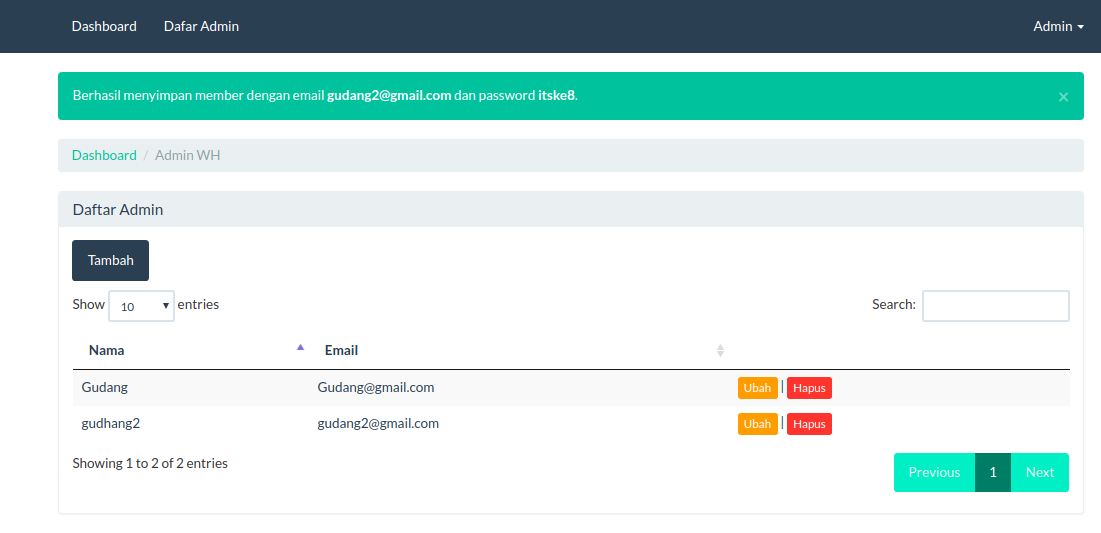 Dashboard Dafar Admin Admin
Berhasil menyimpan member dengan email gudang2@gmail.com dan password itske8.
×
Dashboard / Admin WH
Daftar Admin
Tambah
Show 10 entries Search:
Nama Email
Gudang Gudang@gmail.com Ubah | Hapus
gudhang2 gudang2@gmail.com Ubah | Hapus
Showing 1 to 2 of 2 entries Previous 1 Next